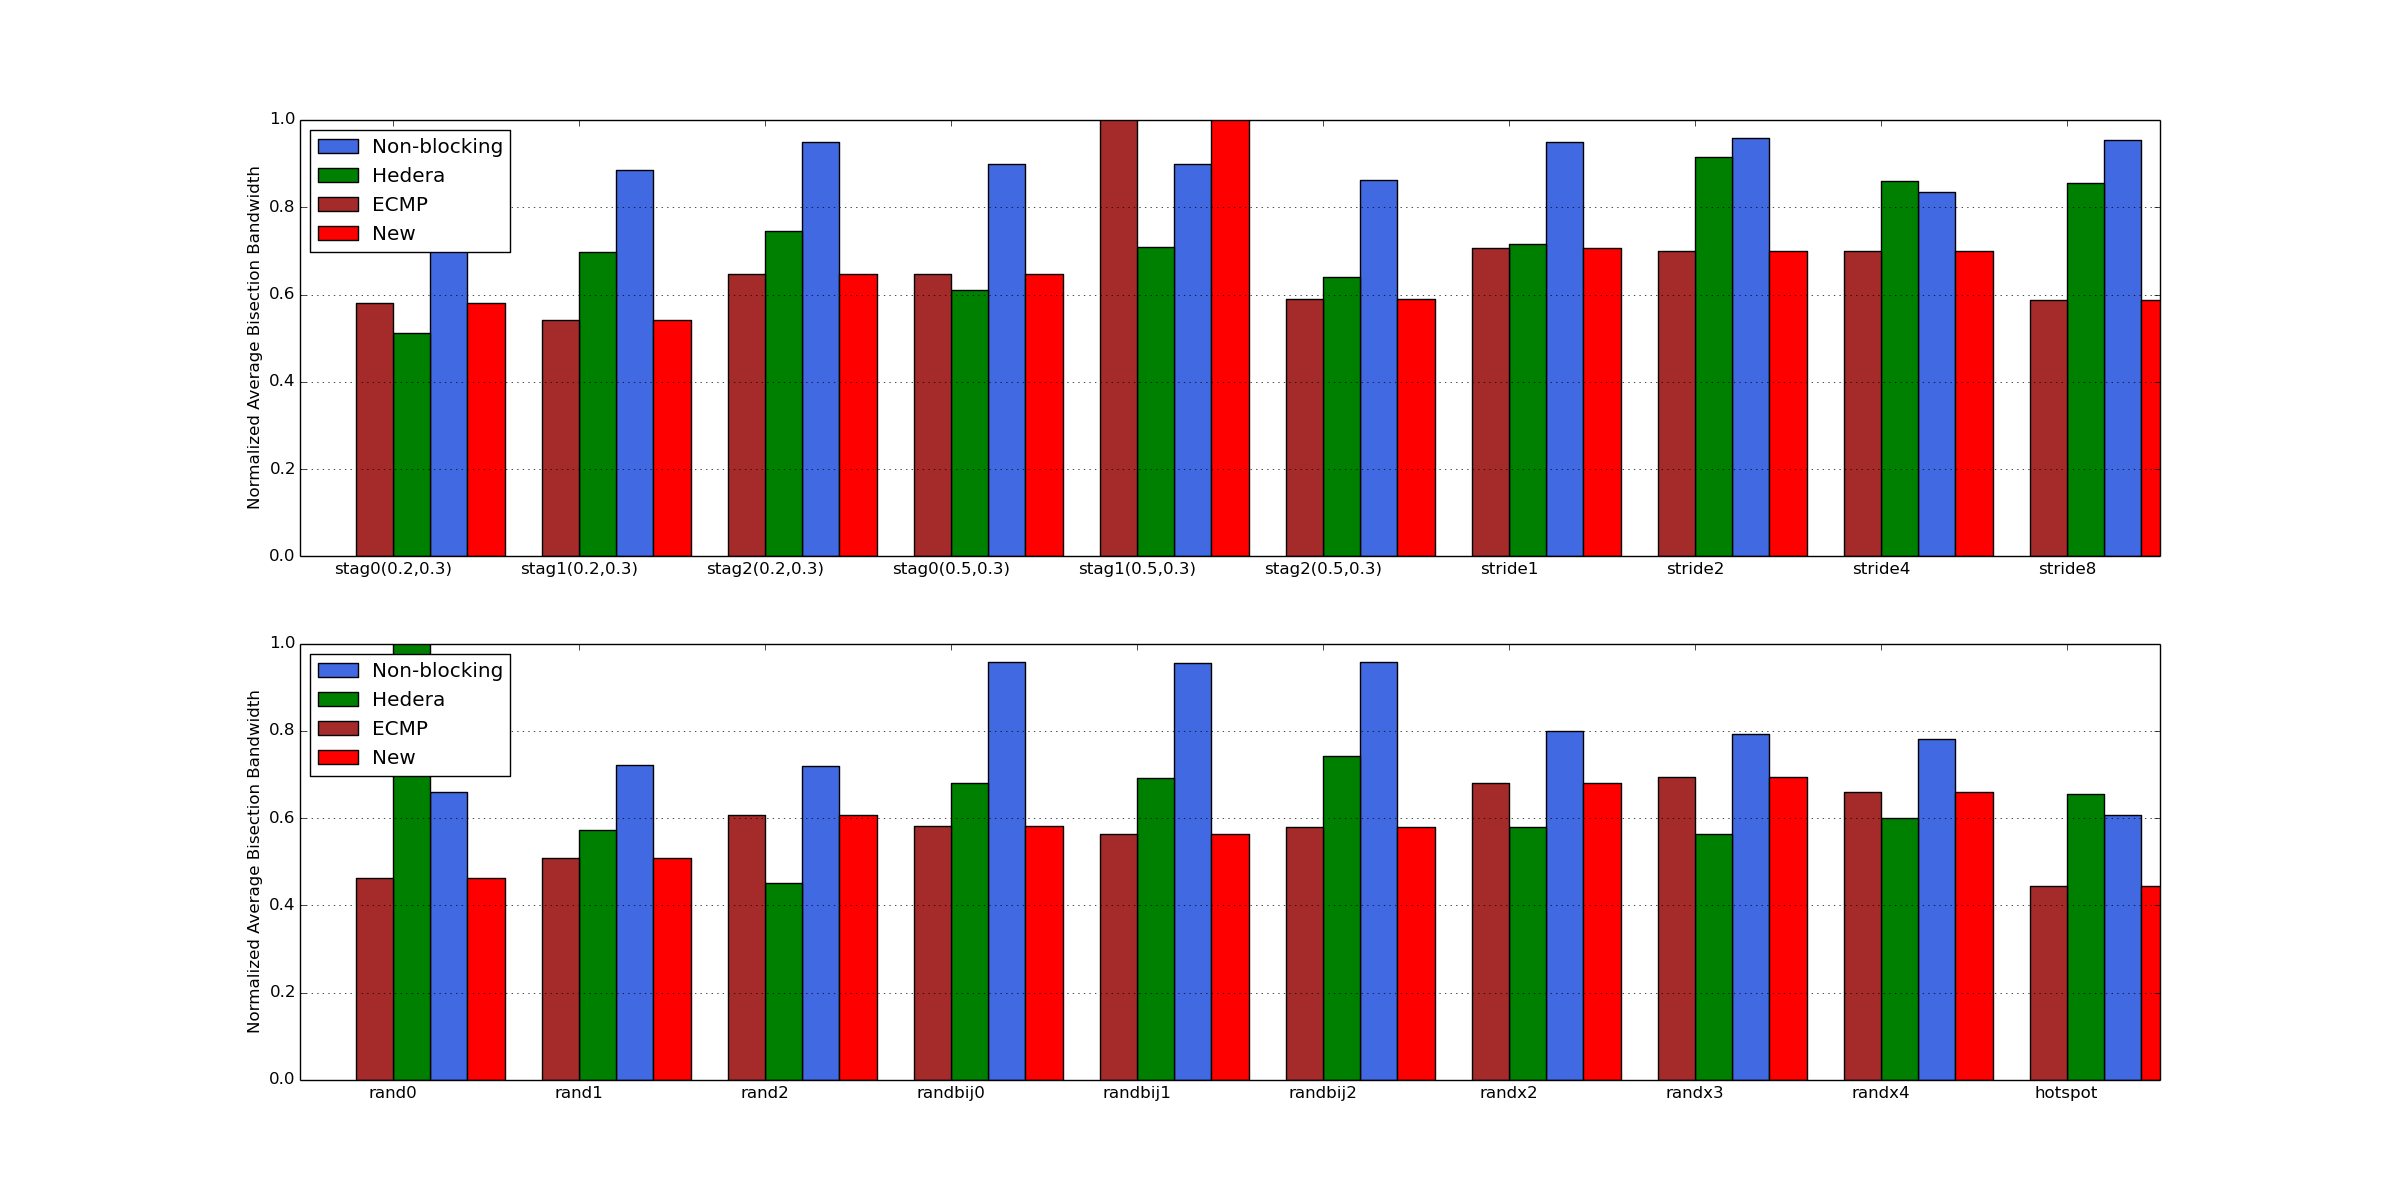 Normalized Average Bisection Bandwidth
1.0
0.8
0.6
0.4
0.2
0.0
Non-blocking
Hedera
ECMP
New
stag0(0.2,0.3) stag1(0.2,0.3) stag2(0.2,0.3) stag0(0.5,0.3) stag1(0.5,0.3) stag2(0.5,0.3) stride1 stride2 stride4 stride8
Normalized Average Bisection Bandwidth
1.0
0.8
0.6
0.4
0.2
0.0
Non-blocking
Hedera
ECMP
New
rand0 rand1 rand2 randbij0 randbij1 randbij2 randx2 randx3 randx4 hotspot